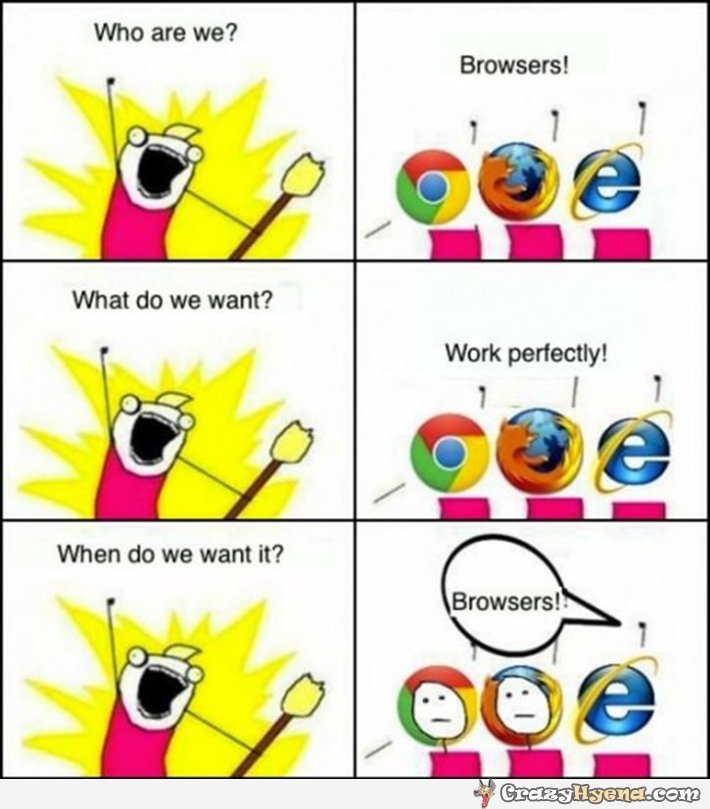 Who are we?
Browsers!
What do we want?
Work perfectly!
When do we want it?
Browsers!!
CrazyHyena.com